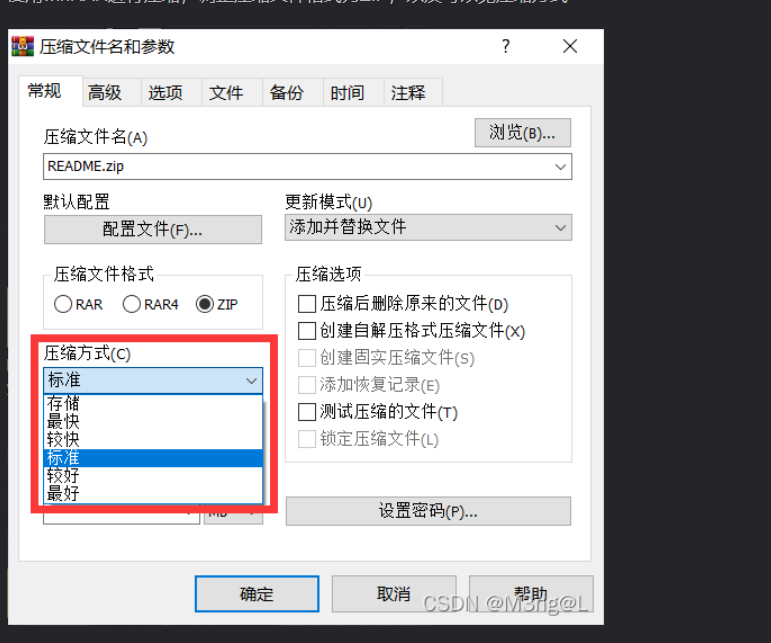 压缩文件名和参数
常规 高级 选项 文件 备份 时间 注释
压缩文件名(A)
浏览(B)...
README.zip
默认配置
配置文件(F)...
更新模式(U)
添加并替换文件
压缩文件格式
RAR RAR4 ZIP
压缩方式(C)
标准
存储
最快
较快
标准
较好
最好
压缩选项
压缩后删除原来的文件(D)
创建自解压格式压缩文件(X)
创建固实压缩文件(S)
添加恢复记录(E)
测试压缩的文件(T)
锁定压缩文件(L)
设置密码(P)...
确定 取消 帮助
CSDN @M3ng@L